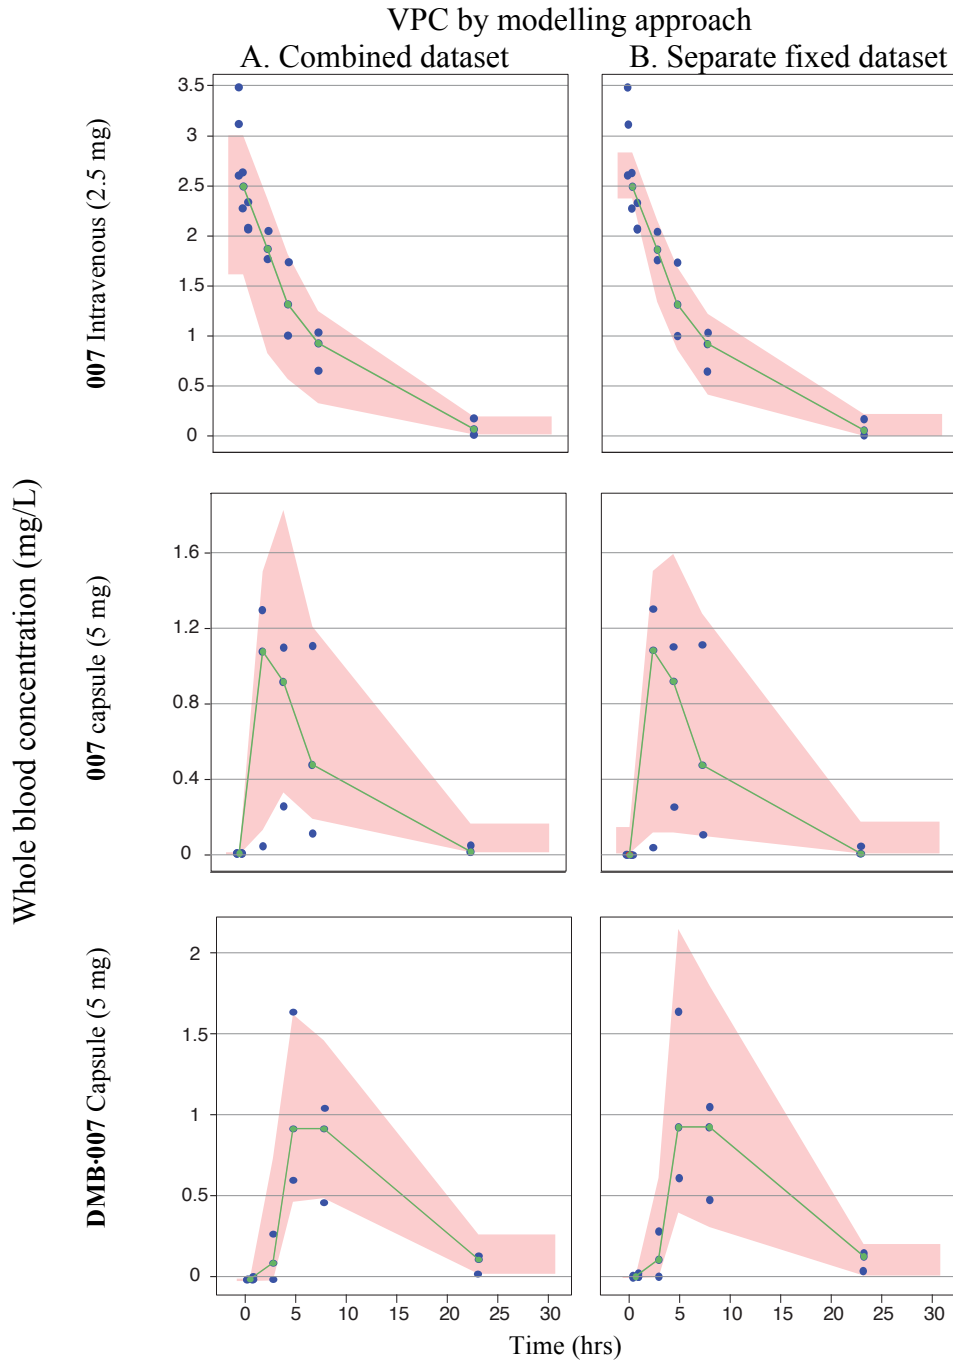 VPC by modelling approach
A. Combined dataset
B. Separate fixed dataset
Whole blood concentration (mg/L)
007 Intravenous (2.5 mg)
3.5
3
2.5
2
1.5
1
0.5
0
007 capsule (5 mg)
1.6
1.2
0.8
0.4
0
DMB·007 Capsule (5 mg)
2
1.5
1
0.5
0
0 5 10 15 20 25 30
0 5 10 15 20 25 30
Time (hrs)